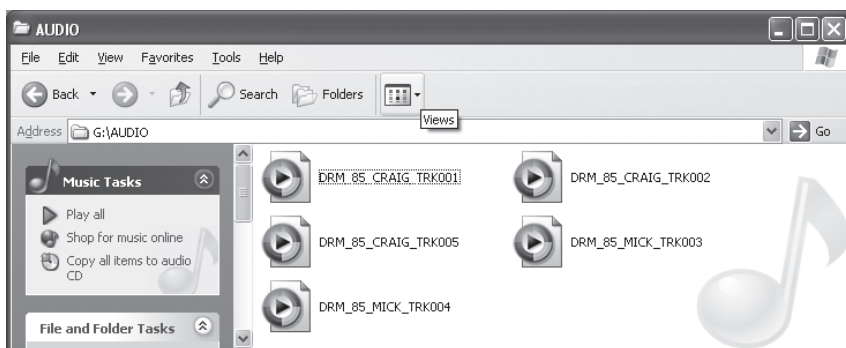 AUDIO
File Edit View Favorites Tools Help
Back Search Folders
Views
Address G:\AUDIO Go
Music Tasks
Play all
Shop for music online
Copy all items to audio
CD
File and Folder Tasks
DRM_85_CRAIG_TRK001 DRM_85_CRAIG_TRK002
DRM_85_CRAIG_TRK005 DRM_85_MICK_TRK003
DRM_85_MICK_TRK004